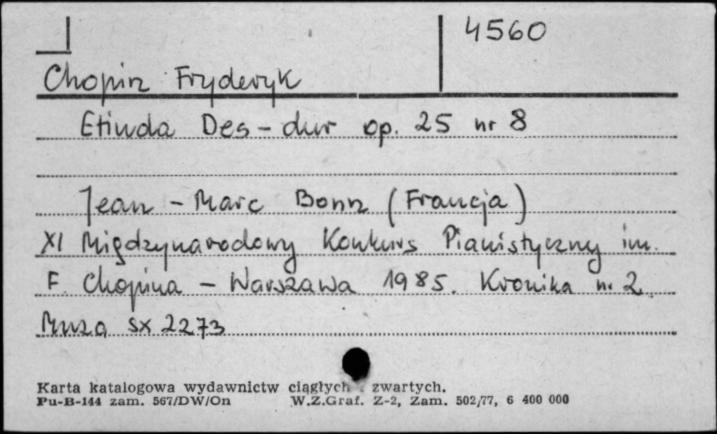 4560
Chopin Fryderyk
Etiuda Des-dur op. 25 nr 8
Jean-Marc Bonn (Francja)
XI Międzynarodowy Konkurs Pianistyczny im.
F. Chopina - Warszawa 1985. Kronika nr 2.
Muza SX 2273
Karta katalogowa wydawnictw ciągłych i zwartych.
Pu-B-144 zam. 567/DW/On W.Z.Graf. Z-2, Zam. 502/77, 6 400 000